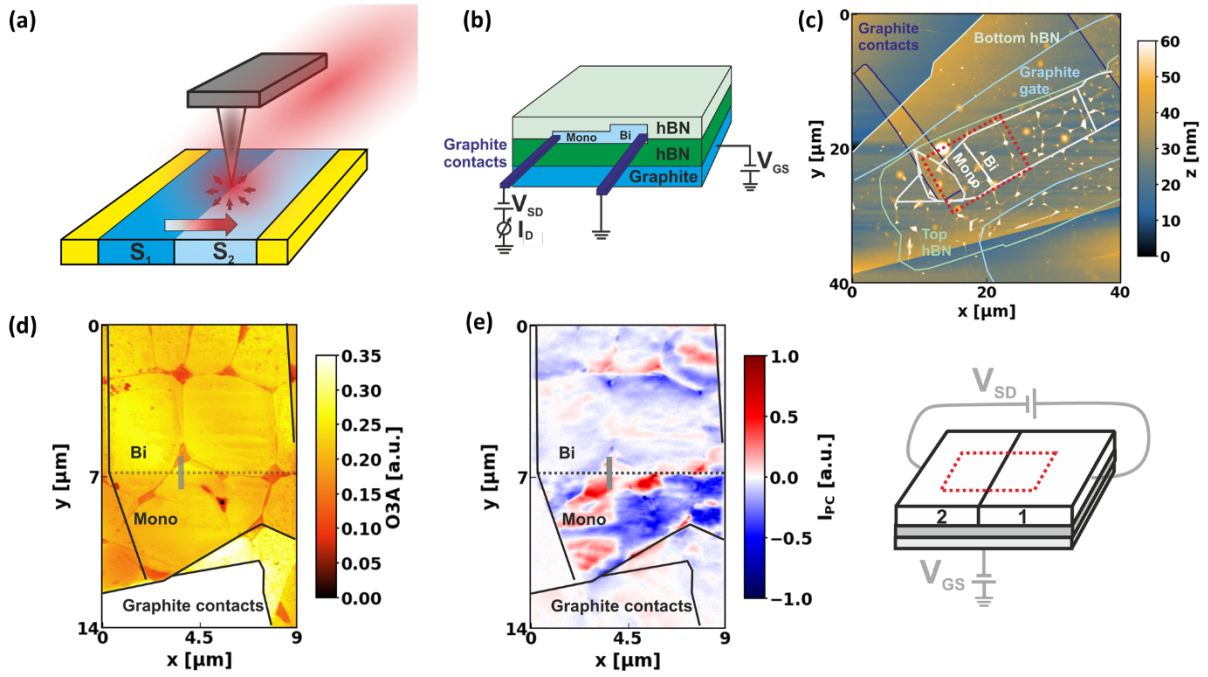 (a)
S1
S2
(b)
Mono
Bi
hBN
hBN
Graphite
Graphite
contacts
VSD
ID
VGS
(c)
Graphite
contacts
Bottom hBN
Graphite
gate
Mono
Bi
Top
hBN
0
20
40
y [µm]
0
20
40
x [µm]
60
50
40
30
20
10
0
z [nm]
(d)
0
7
14
y [µm]
Bi
Mono
Graphite contacts
0
4.5
9
x [µm]
0.35
0.30
0.25
0.20
0.15
0.10
0.05
0.00
O3A [a.u.]
(e)
0
7
14
y [µm]
Bi
Mono
Graphite contacts
0
4.5
9
x [µm]
1.0
0.5
0.0
−0.5
−1.0
IPC [a.u.]
VSD
2
1
VGS